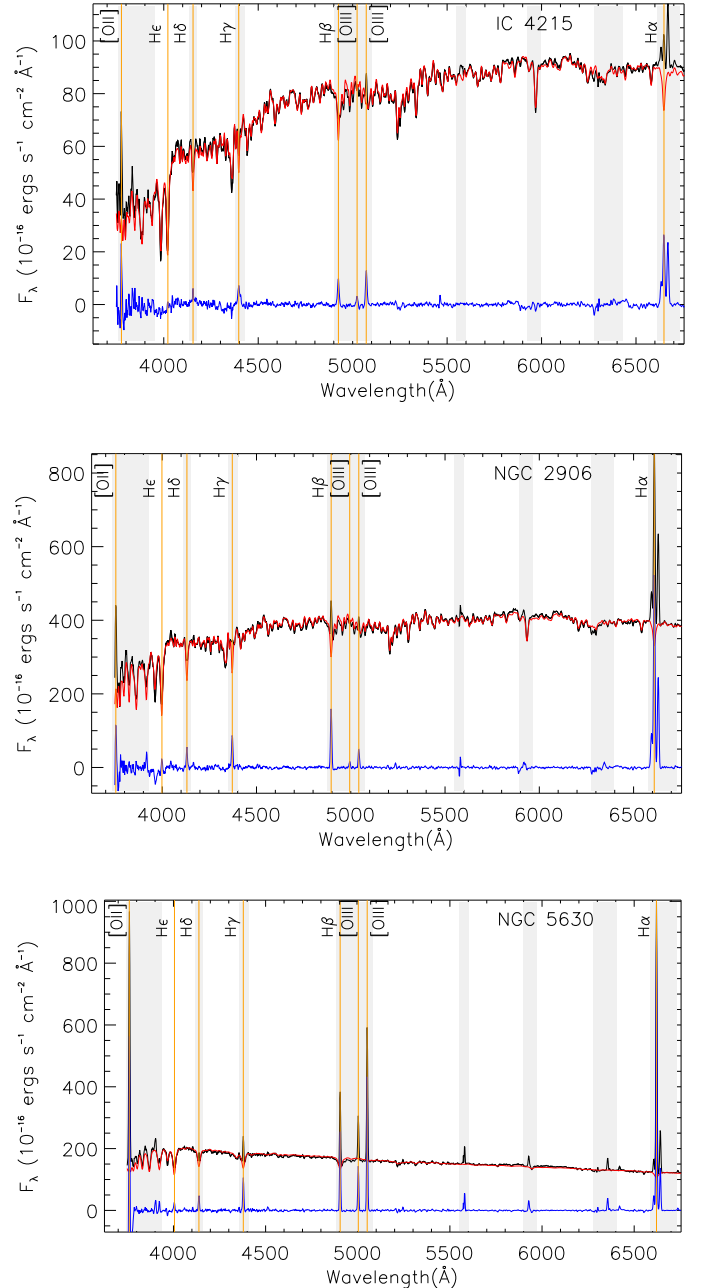 [OII] Hε Hδ Hγ Hβ [OIII] [OIII] IC 4215 Hα
100
80
60
40
20
0
F_λ (10⁻¹⁶ ergs s⁻¹ cm⁻² Å⁻¹)
4000 4500 5000 5500 6000 6500
Wavelength(Å)
[OII] Hε Hδ Hγ Hβ [OIII] [OIII] NGC 2906 Hα
800
600
400
200
0
F_λ (10⁻¹⁶ ergs s⁻¹ cm⁻² Å⁻¹)
4000 4500 5000 5500 6000 6500
Wavelength(Å)
[OII] Hε Hδ Hγ Hβ [OIII] [OIII] NGC 5630 Hα
1000
800
600
400
200
0
F_λ (10⁻¹⁶ ergs s⁻¹ cm⁻² Å⁻¹)
4000 4500 5000 5500 6000 6500
Wavelength(Å)